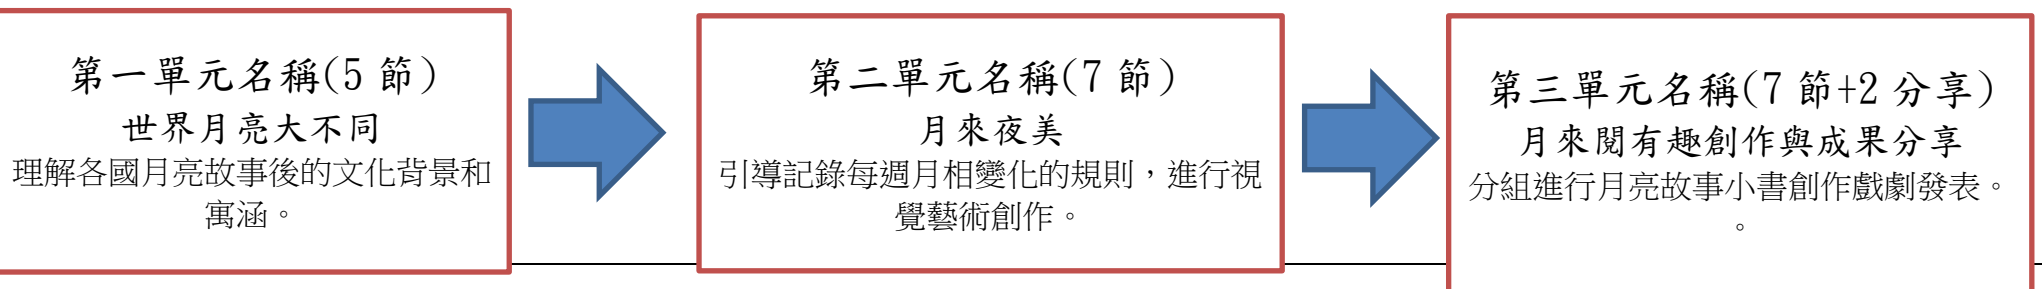 第一單元名稱(5 節)
世界月亮大不同
理解各國月亮故事後的文化背景和
寓涵。
第二單元名稱(7 節)
月來夜美
引導記錄每週月相變化的規則，進行視
覺藝術創作。
第三單元名稱(7 節+2 分享)
月來閱有趣創作與成果分享
分組進行月亮故事小書創作戲劇發表。
。